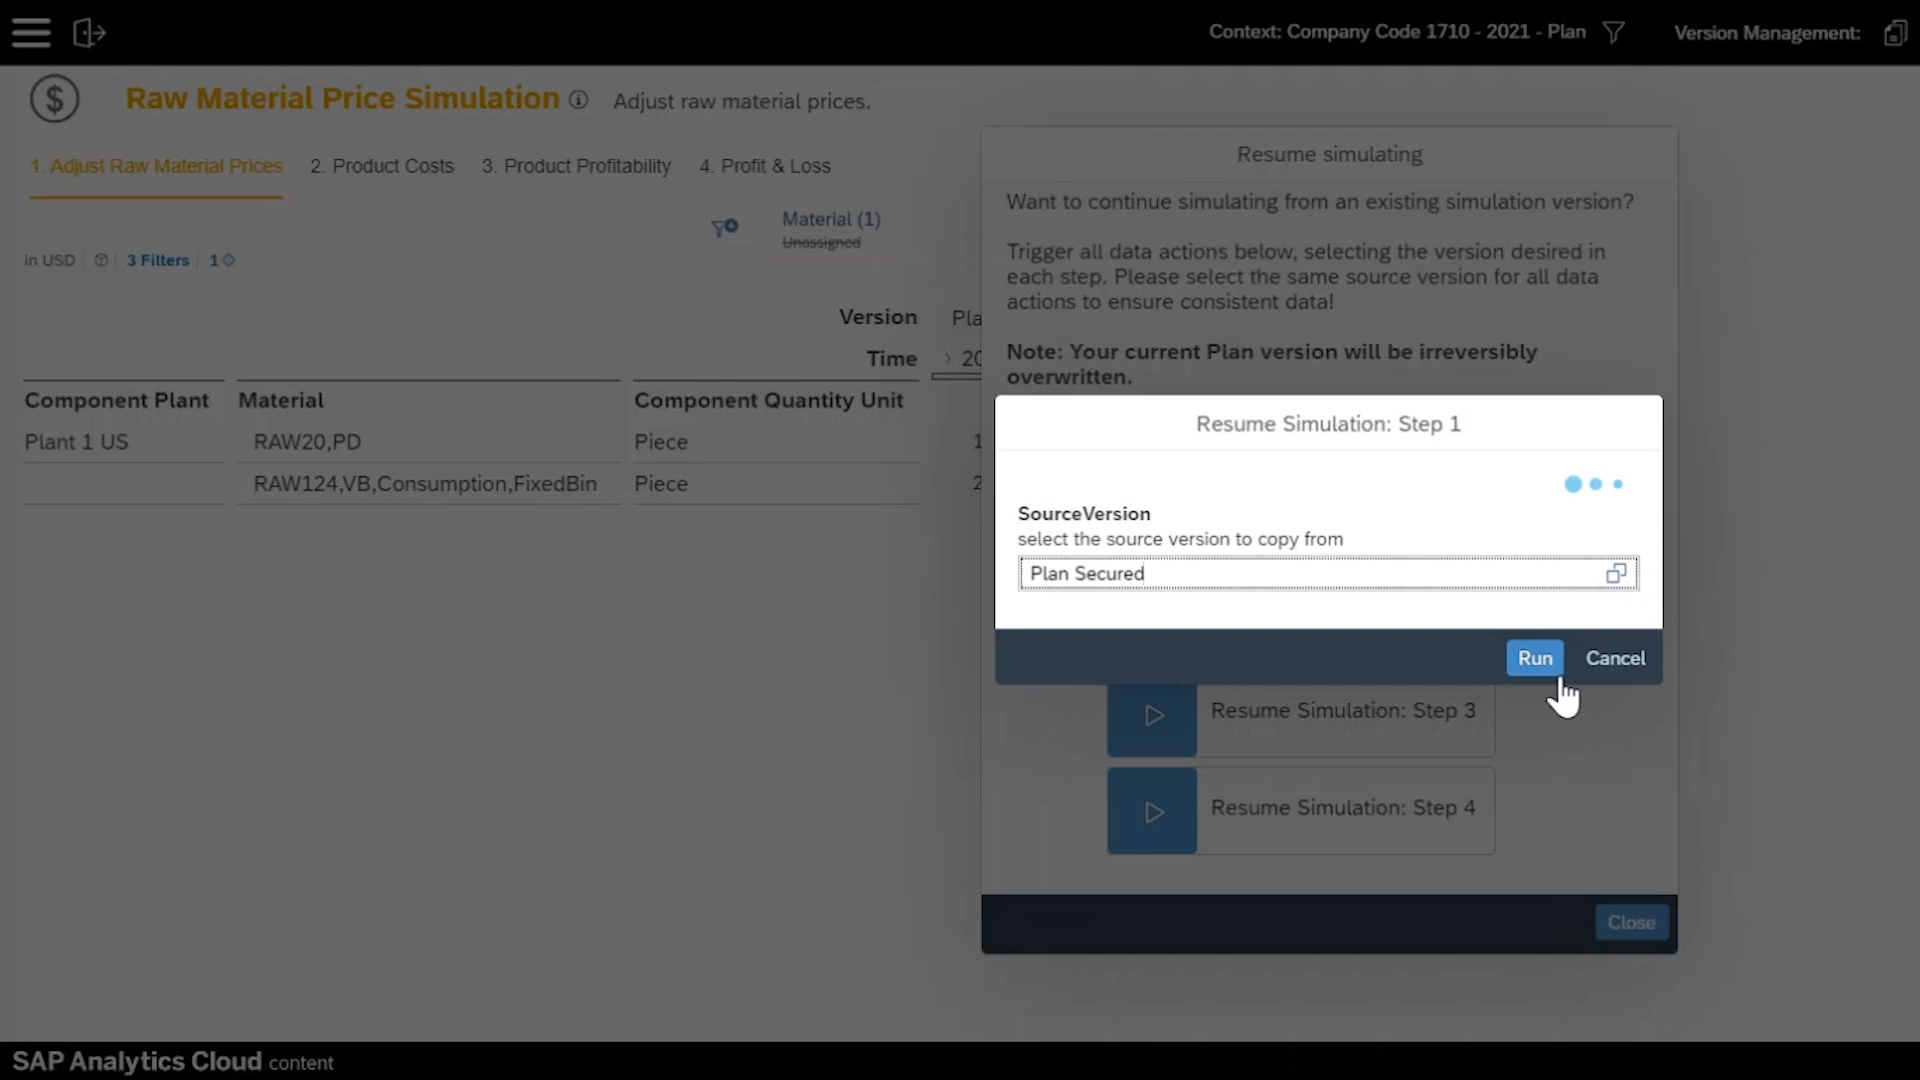 Context: Company Code 1710 - 2021 - Plan
Version Management:
Raw Material Price Simulation
Adjust raw material prices.
1. Adjust Raw Material Prices
2. Product Costs
3. Product Profitability
4. Profit & Loss
Material (1)
Unassigned
in USD
3 Filters
1
Version
Time
20
Component Plant
Material
Component Quantity Unit
Plant 1 US
RAW20,PD
Piece
1
RAW124,VB,Consumption,FixedBin
Piece
2
Resume simulating
Want to continue simulating from an existing simulation version?
Trigger all data actions below, selecting the version desired in
each step. Please select the same source version for all data
actions to ensure consistent data!
Note: Your current Plan version will be irreversibly
overwritten.
Resume Simulation: Step 1
SourceVersion
select the source version to copy from
Plan Secured
Run
Cancel
Resume Simulation: Step 3
Resume Simulation: Step 4
Close
SAP Analytics Cloud content